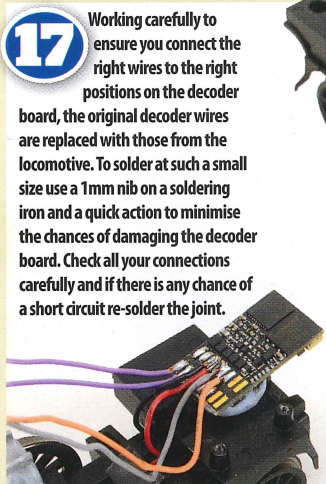 17
Working carefully to
ensure you connect the
right wires to the right
positions on the decoder
board, the original decoder wires
are replaced with those from the
locomotive. To solder at such a small
size use a 1mm nib on a soldering
iron and a quick action to minimise
the chances of damaging the decoder
board. Check all your connections
carefully and if there is any chance of
a short circuit re-solder the joint.